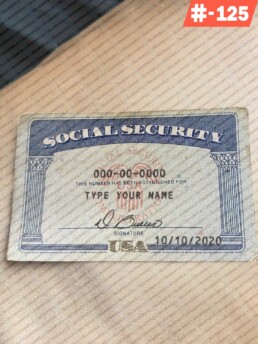 #-125
SOCIAL SECURITY
000-00-0000
THIS NUMBER HAS BEEN ESTABLISHED FOR
TYPE YOUR NAME
SIGNATURE
USA 10/10/2020